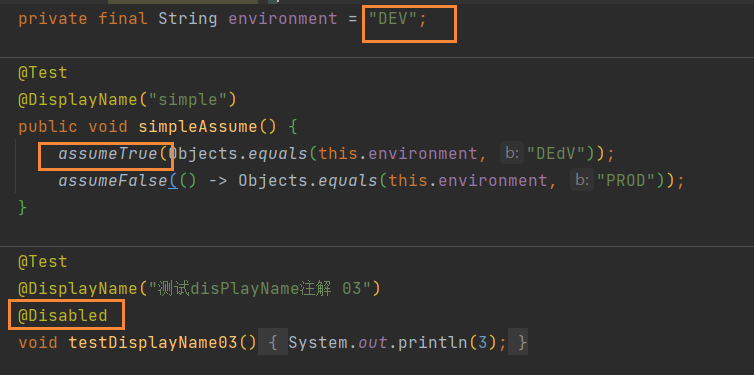 private final String environment = "DEV";
@Test
@DisplayName("simple")
public void simpleAssume() {
assumeTrue(Objects.equals(this.environment, b: "DEdV"));
assumeFalse(() -> Objects.equals(this.environment, b: "PROD"));
}
@Test
@DisplayName("测试disPlayName注解 03")
@Disabled
void testDisplayName03() { System.out.println(3); }